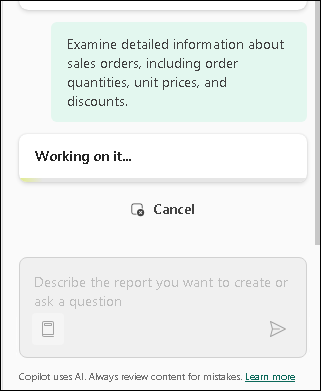 Examine detailed information about
sales orders, including order
quantities, unit prices, and
discounts.
Working on it...
Cancel
Describe the report you want to create or
ask a question
Copilot uses AI. Always review content for mistakes. Learn more